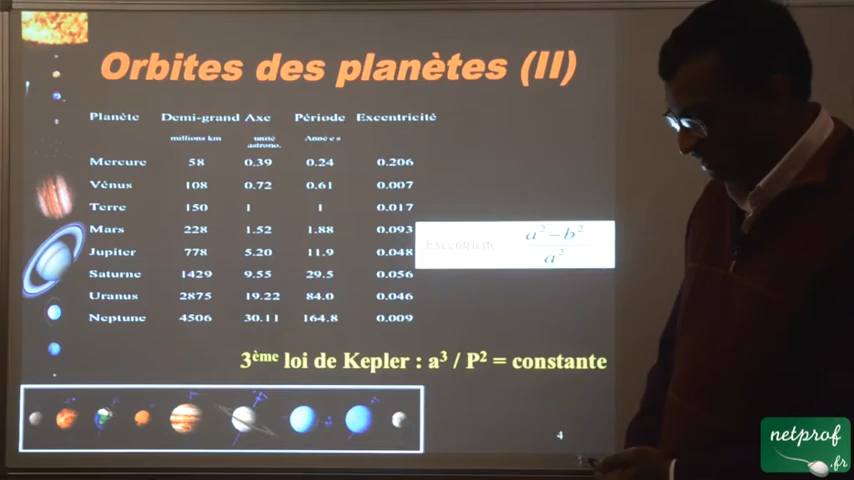 Orbites des planètes (II)
Planète Demi-grand Axe Période Excentricité
millions km unité astrono. Années
Mercure 58 0.39 0.24 0.206
Vénus 108 0.72 0.61 0.007
Terre 150 1 1 0.017
Mars 228 1.52 1.88 0.093
Jupiter 778 5.20 11.9 0.048
Saturne 1429 9.55 29.5 0.056
Uranus 2875 19.22 84.0 0.046
Neptune 4506 30.11 164.8 0.009
Excentricité a² – b² / a²
3ème loi de Kepler : a³ / P² = constante
4
netprof
.fr